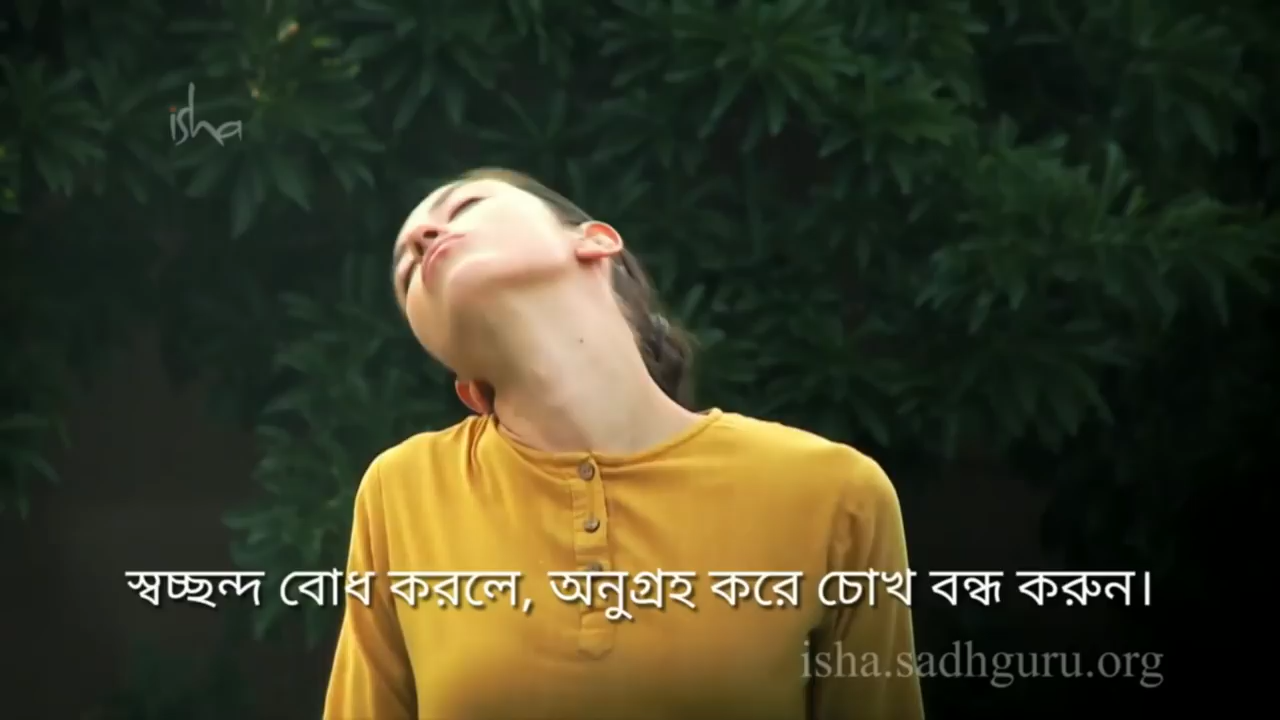 isha
স্বচ্ছন্দ বোধ করলে, অনুগ্রহ করে চোখ বন্ধ করুন।
isha.sadhguru.org